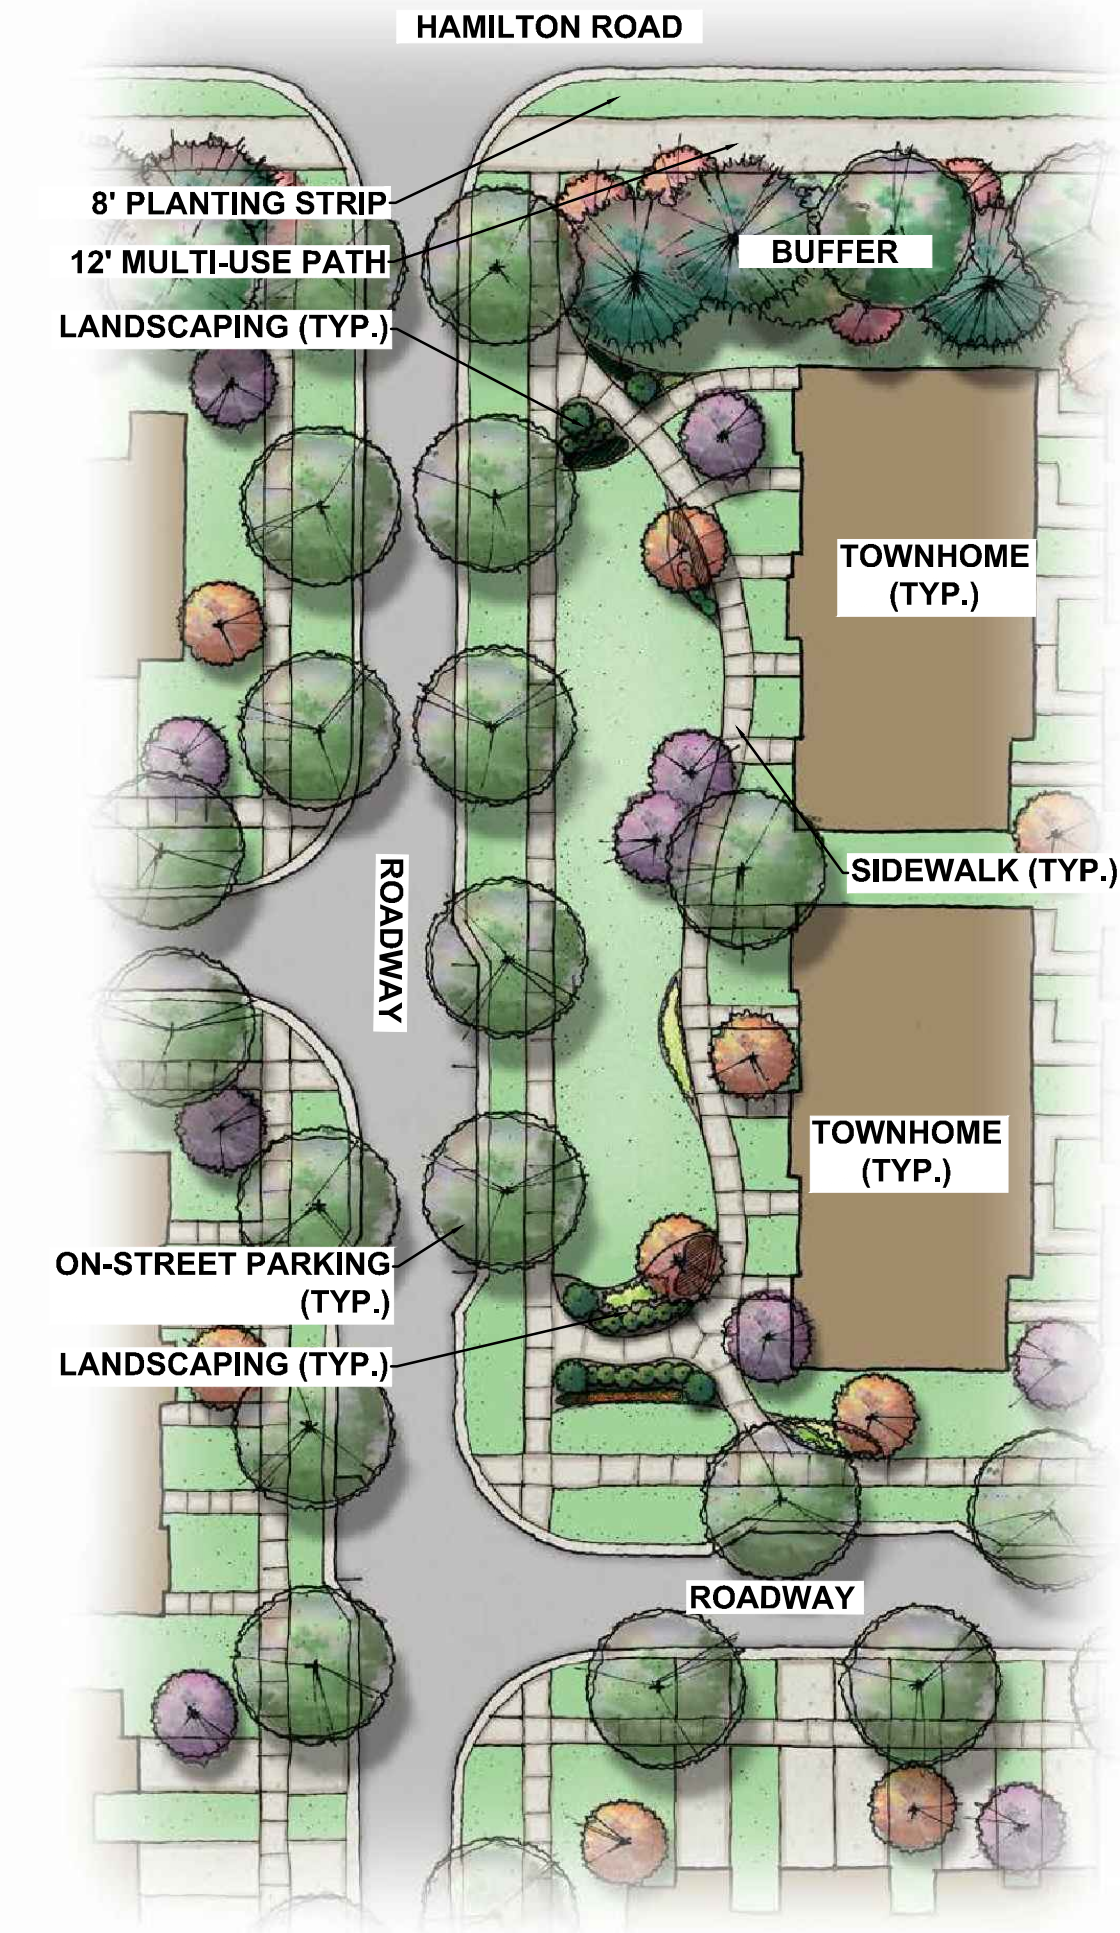 HAMILTON ROAD
8' PLANTING STRIP
12' MULTI-USE PATH
BUFFER
LANDSCAPING (TYP.)
TOWNHOME
(TYP.)
SIDEWALK (TYP.)
ROADWAY
TOWNHOME
(TYP.)
ON-STREET PARKING
(TYP.)
LANDSCAPING (TYP.)
ROADWAY